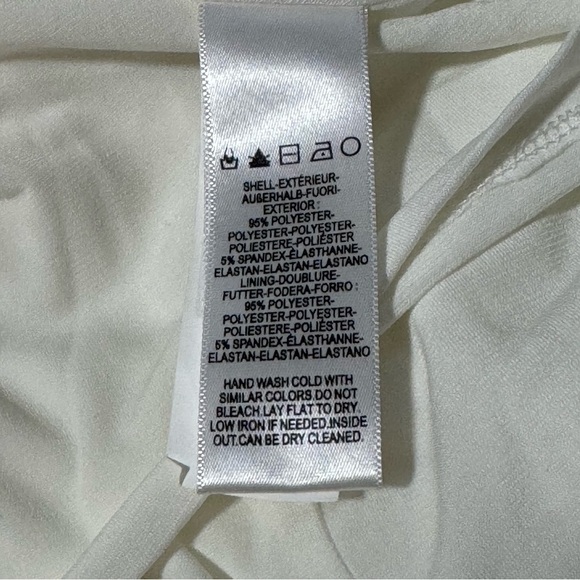 SHELL-EXTÉRIEUR-
AUßERHALB-FUORI-
EXTERIOR :
95% POLYESTER-
POLYESTER-POLYESTER-
POLIESTERE-POLIÉSTER
5% SPANDEX-ÉLASTHANNE-
ELASTAN-ELASTAN-ELASTANO
LINING-DOUBLURE-
FUTTER-FODERA-FORRO :
95% POLYESTER-
POLYESTER-POLYESTER-
POLIESTERE-POLIÉSTER
5% SPANDEX-ÉLASTHANNE-
ELASTAN-ELASTAN-ELASTANO
HAND WASH COLD WITH
SIMILAR COLORS DO NOT
BLEACH.LAY FLAT TO DRY.
LOW IRON IF NEEDED.INSIDE
OUT.CAN BE DRY CLEANED.